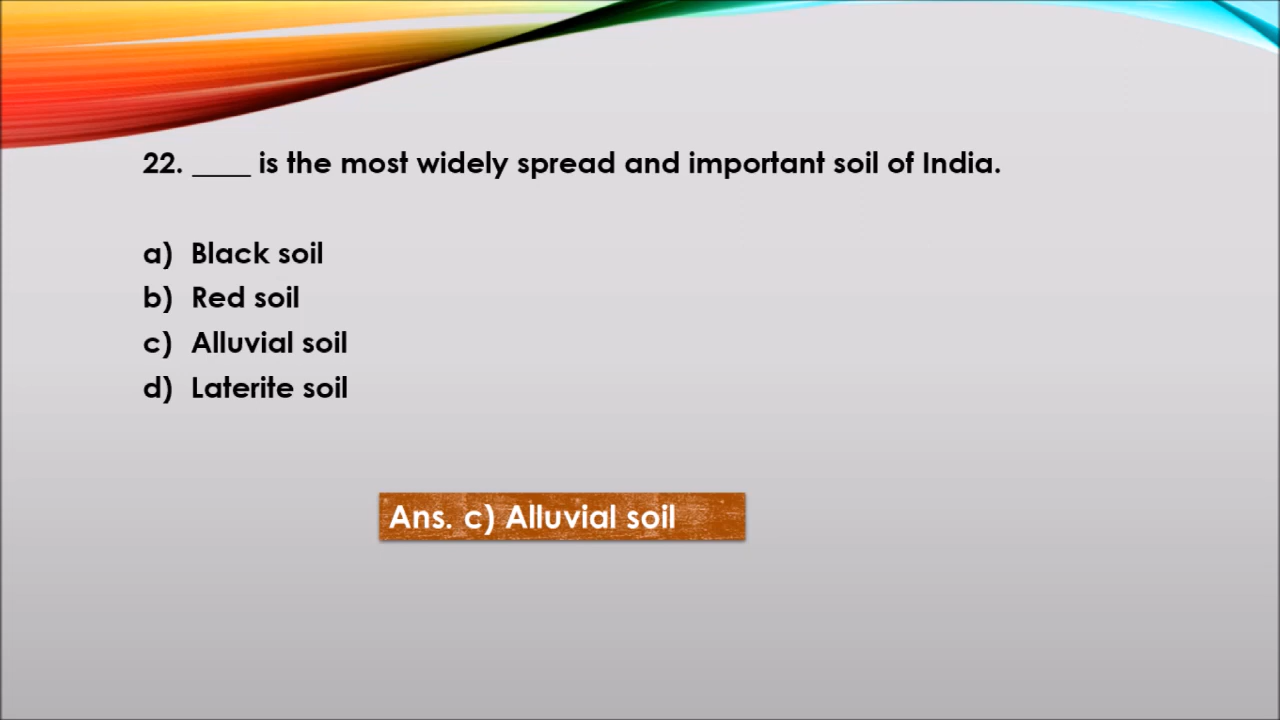 22. ____ is the most widely spread and important soil of India.
a) Black soil
b) Red soil
c) Alluvial soil
d) Laterite soil
Ans. c) Alluvial soil